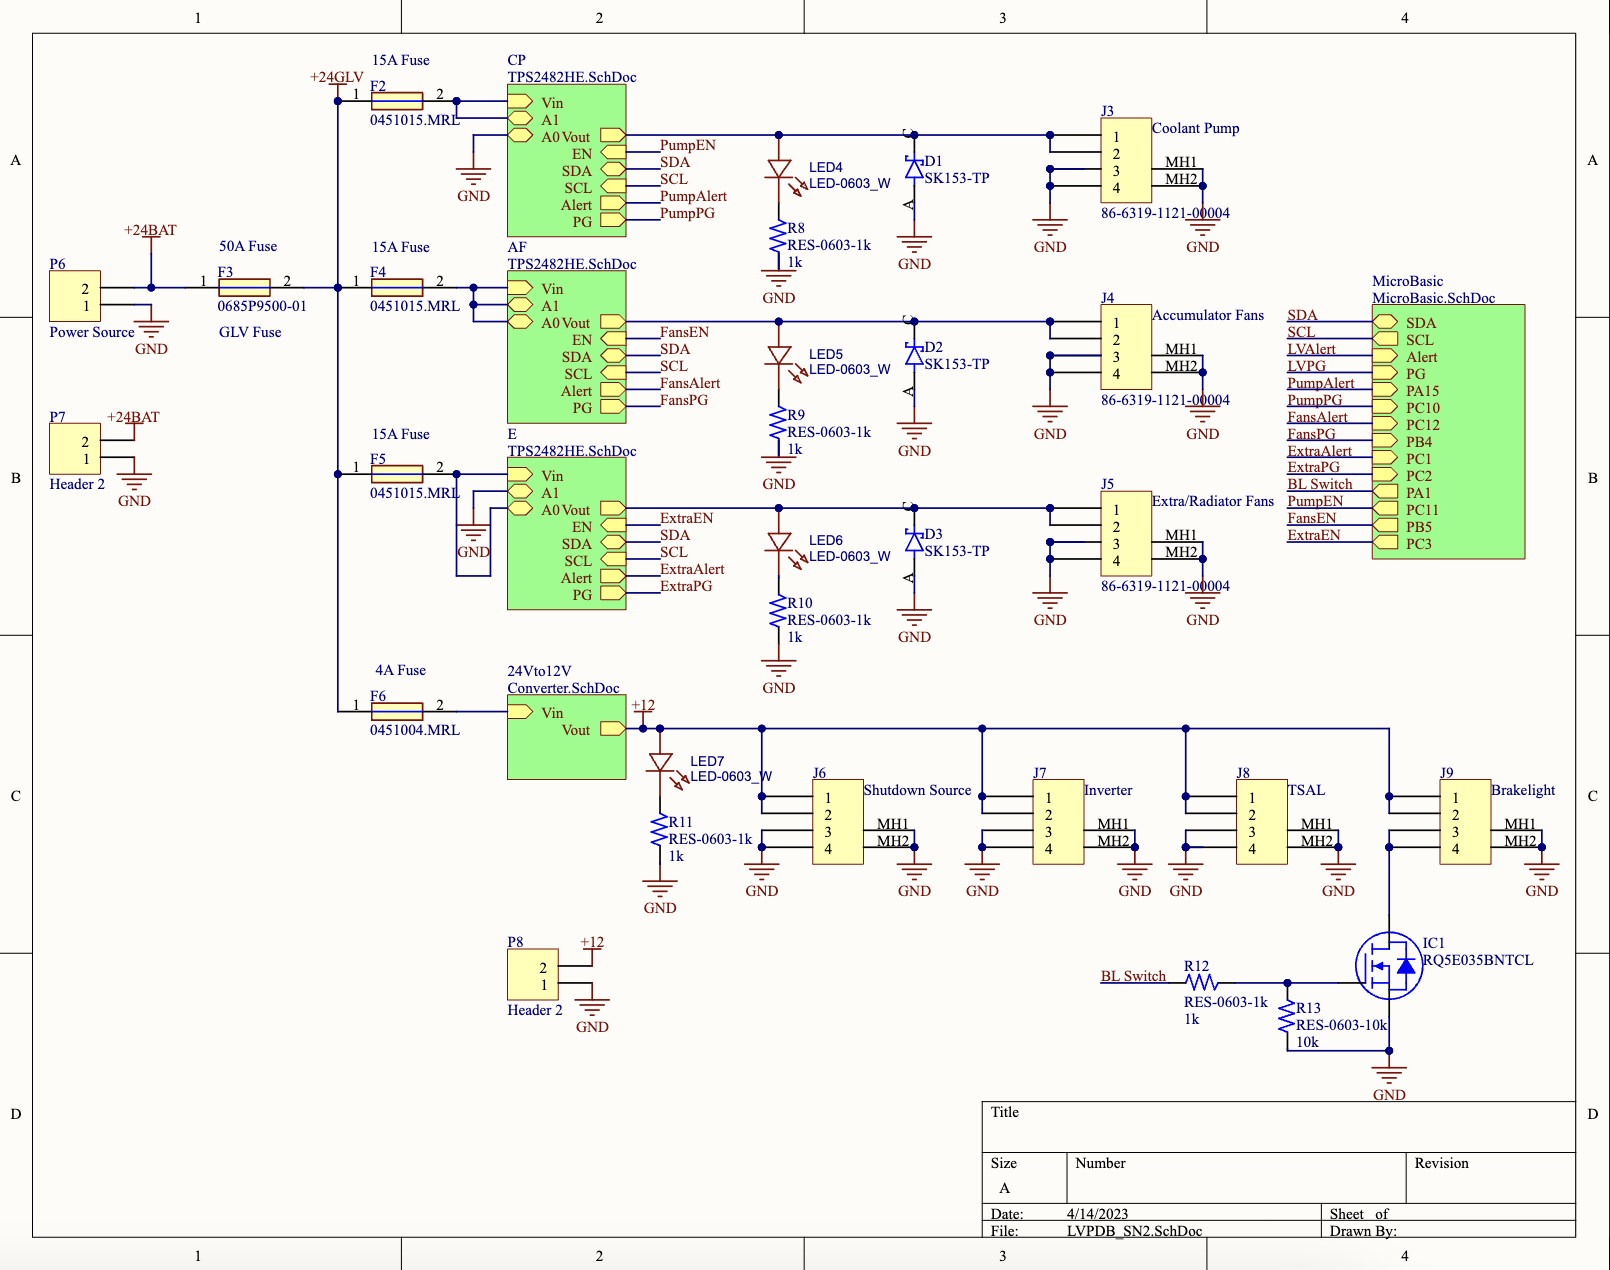 1
2
3
4
A
A
B
B
C
C
D
D
+24GLV
15A Fuse
F2
1
2
0451015.MRL
GND
CP
TPS2482HE.SchDoc
Vin
A1
A0
Vout
EN
SDA
SCL
Alert
PG
PumpEN
SDA
SCL
PumpAlert
PumpPG
LED4
LED-0603_W
R8
RES-0603-1k
1k
GND
C
D1
SK153-TP
A
GND
J3
Coolant Pump
1
2
3
4
MH1
MH2
86-6319-1121-00004
GND
GND
P6
2
1
Power Source
+24BAT
GND
50A Fuse
F3
1
2
0685P9500-01
GLV Fuse
15A Fuse
F4
1
2
0451015.MRL
AF
TPS2482HE.SchDoc
Vin
A1
A0
Vout
EN
SDA
SCL
Alert
PG
FansEN
SDA
SCL
FansAlert
FansPG
LED5
LED-0603_W
R9
RES-0603-1k
1k
GND
C
D2
SK153-TP
A
GND
J4
Accumulator Fans
1
2
3
4
MH1
MH2
86-6319-1121-00004
GND
GND
MicroBasic
MicroBasic.SchDoc
SDA
SDA
SCL
SCL
LVAlert
Alert
LVPG
PG
PumpAlert
PA15
PumpPG
PC10
FansAlert
PC12
FansPG
PB4
ExtraAlert
PC1
ExtraPG
PC2
BL Switch
PA1
PumpEN
PC11
FansEN
PB5
ExtraEN
PC3
P7
+24BAT
2
1
Header 2
GND
15A Fuse
F5
1
2
0451015.MRL
GND
E
TPS2482HE.SchDoc
Vin
A1
A0
Vout
EN
SDA
SCL
Alert
PG
ExtraEN
SDA
SCL
ExtraAlert
ExtraPG
LED6
LED-0603_W
R10
RES-0603-1k
1k
GND
C
D3
SK153-TP
A
GND
J5
Extra/Radiator Fans
1
2
3
4
MH1
MH2
86-6319-1121-00004
GND
GND
4A Fuse
F6
1
2
0451004.MRL
24Vto12V
Converter.SchDoc
Vin
Vout
+12
LED7
LED-0603_W
R11
RES-0603-1k
1k
GND
J6
Shutdown Source
1
2
3
4
MH1
MH2
GND
GND
J7
Inverter
1
2
3
4
MH1
MH2
GND
GND
J8
TSAL
1
2
3
4
MH1
MH2
GND
GND
J9
Brakelight
1
2
3
4
MH1
MH2
GND
P8
+12
2
1
Header 2
GND
BL Switch
R12
RES-0603-1k
1k
R13
RES-0603-10k
10k
IC1
RQ5E035BNTCL
GND
Title
Size
Number
Revision
A
Date:
4/14/2023
Sheet of
File:
LVPDB_SN2.SchDoc
Drawn By:
1
2
3
4